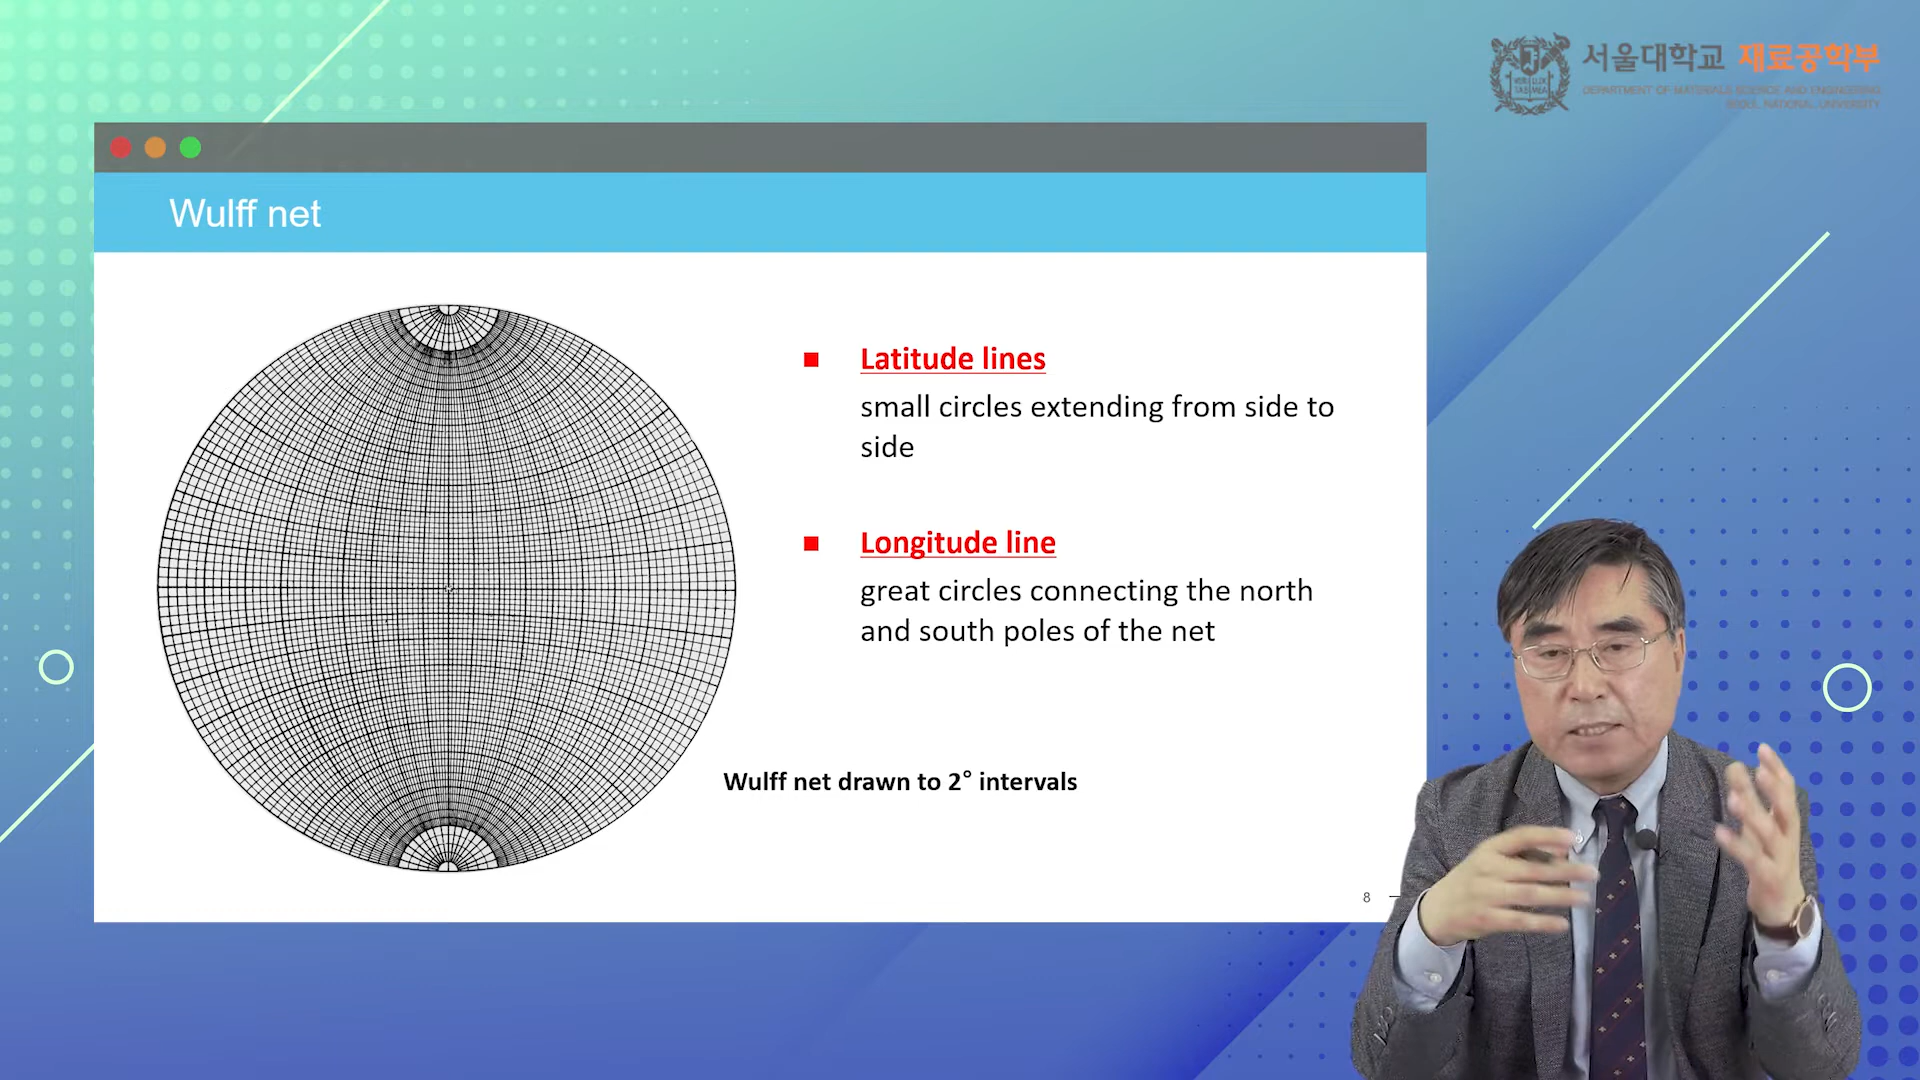 서울대학교 재료공학부
DEPARTMENT OF MATERIALS SCIENCE AND ENGINEERING
SEOUL NATIONAL UNIVERSITY
Wulff net
Latitude lines
small circles extending from side to
side
Longitude line
great circles connecting the north
and south poles of the net
Wulff net drawn to 2° intervals
8